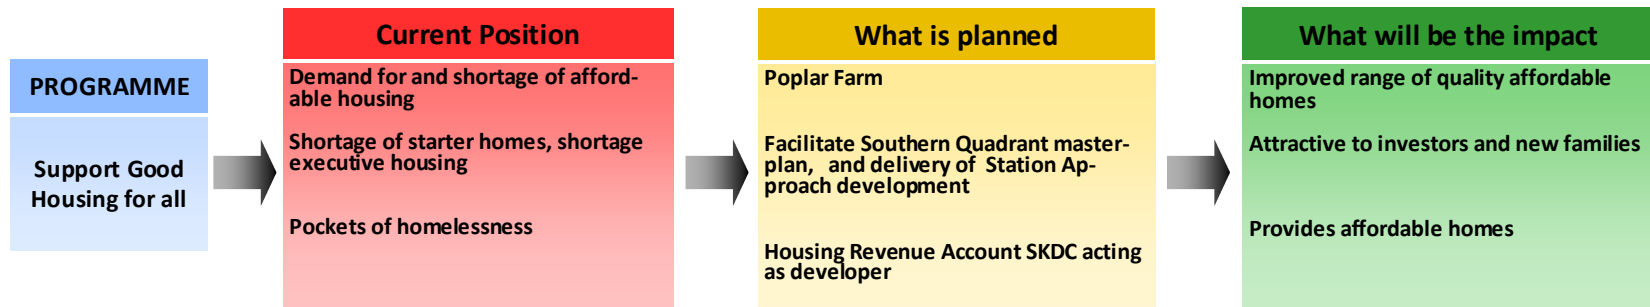 PROGRAMME
Support Good
Housing for all
Current Position
Demand for and shortage of afford-
able housing
Shortage of starter homes, shortage
executive housing
Pockets of homelessness
What is planned
Poplar Farm
Facilitate Southern Quadrant master-
plan, and delivery of Station Ap-
proach development
Housing Revenue Account SKDC acting
as developer
What will be the impact
Improved range of quality affordable
homes
Attractive to investors and new families
Provides affordable homes